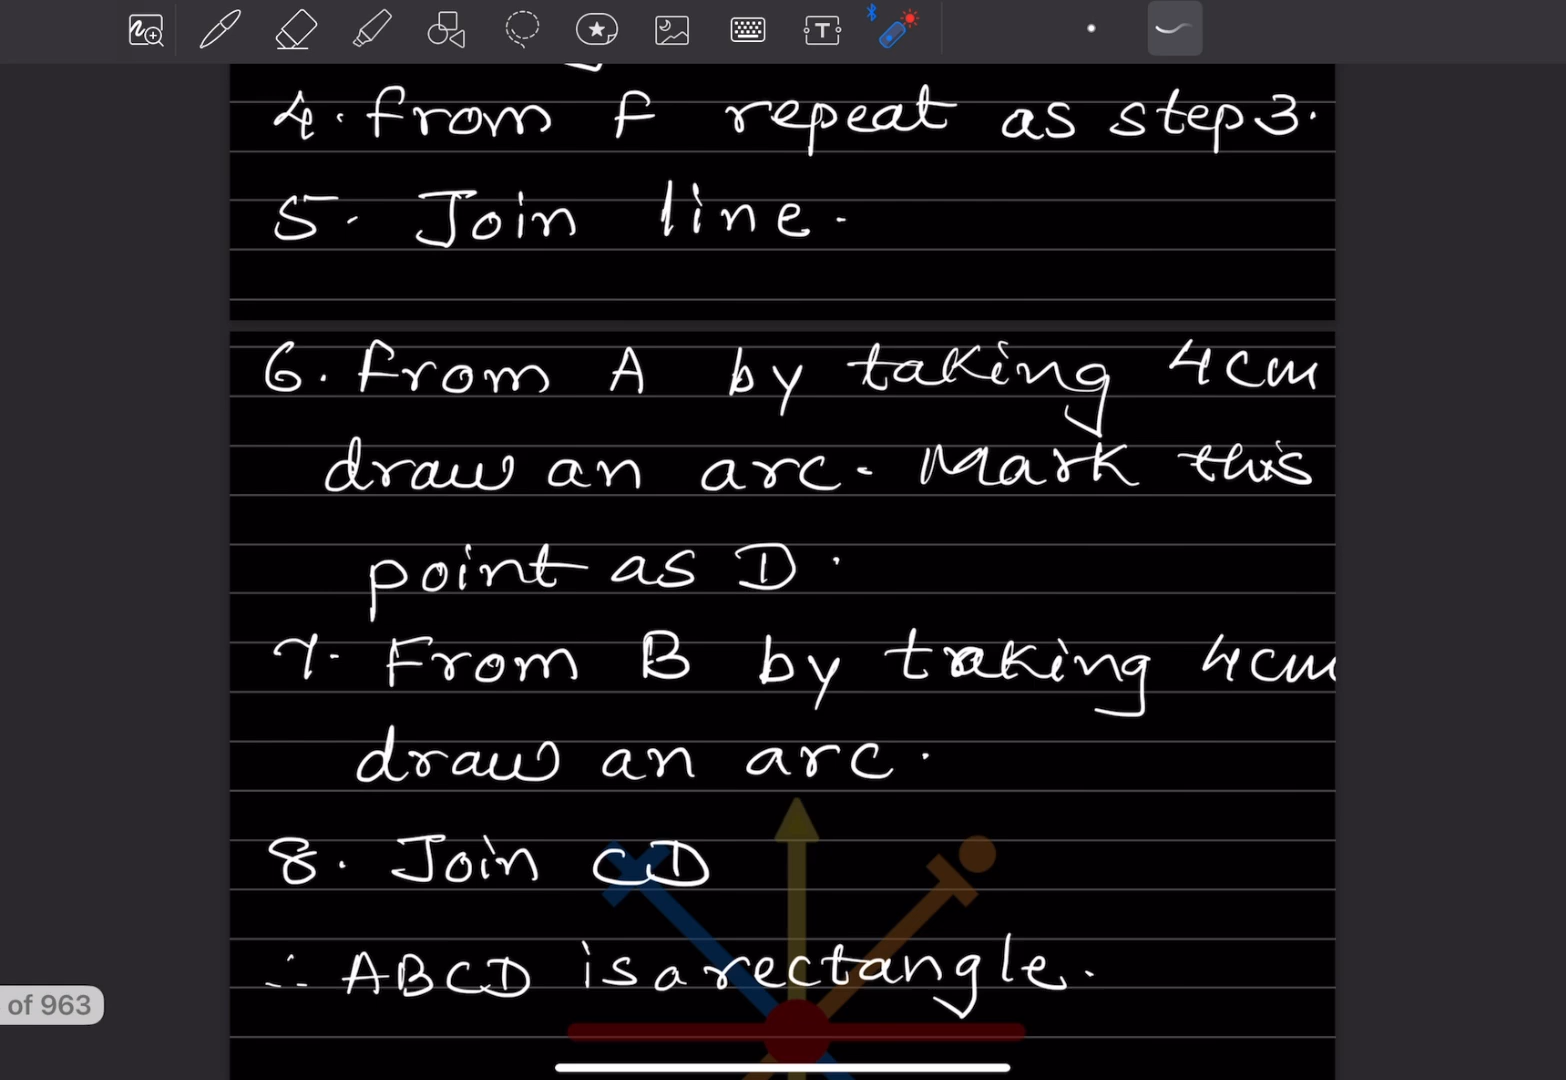 4. from F repeat as step 3.
5. Join line.
6. from A by taking 4cm
draw an arc. Mark this
point as D.
7. From B by taking 4cm
draw an arc.
8. Join CD
∴ ABCD is a rectangle.
of 963